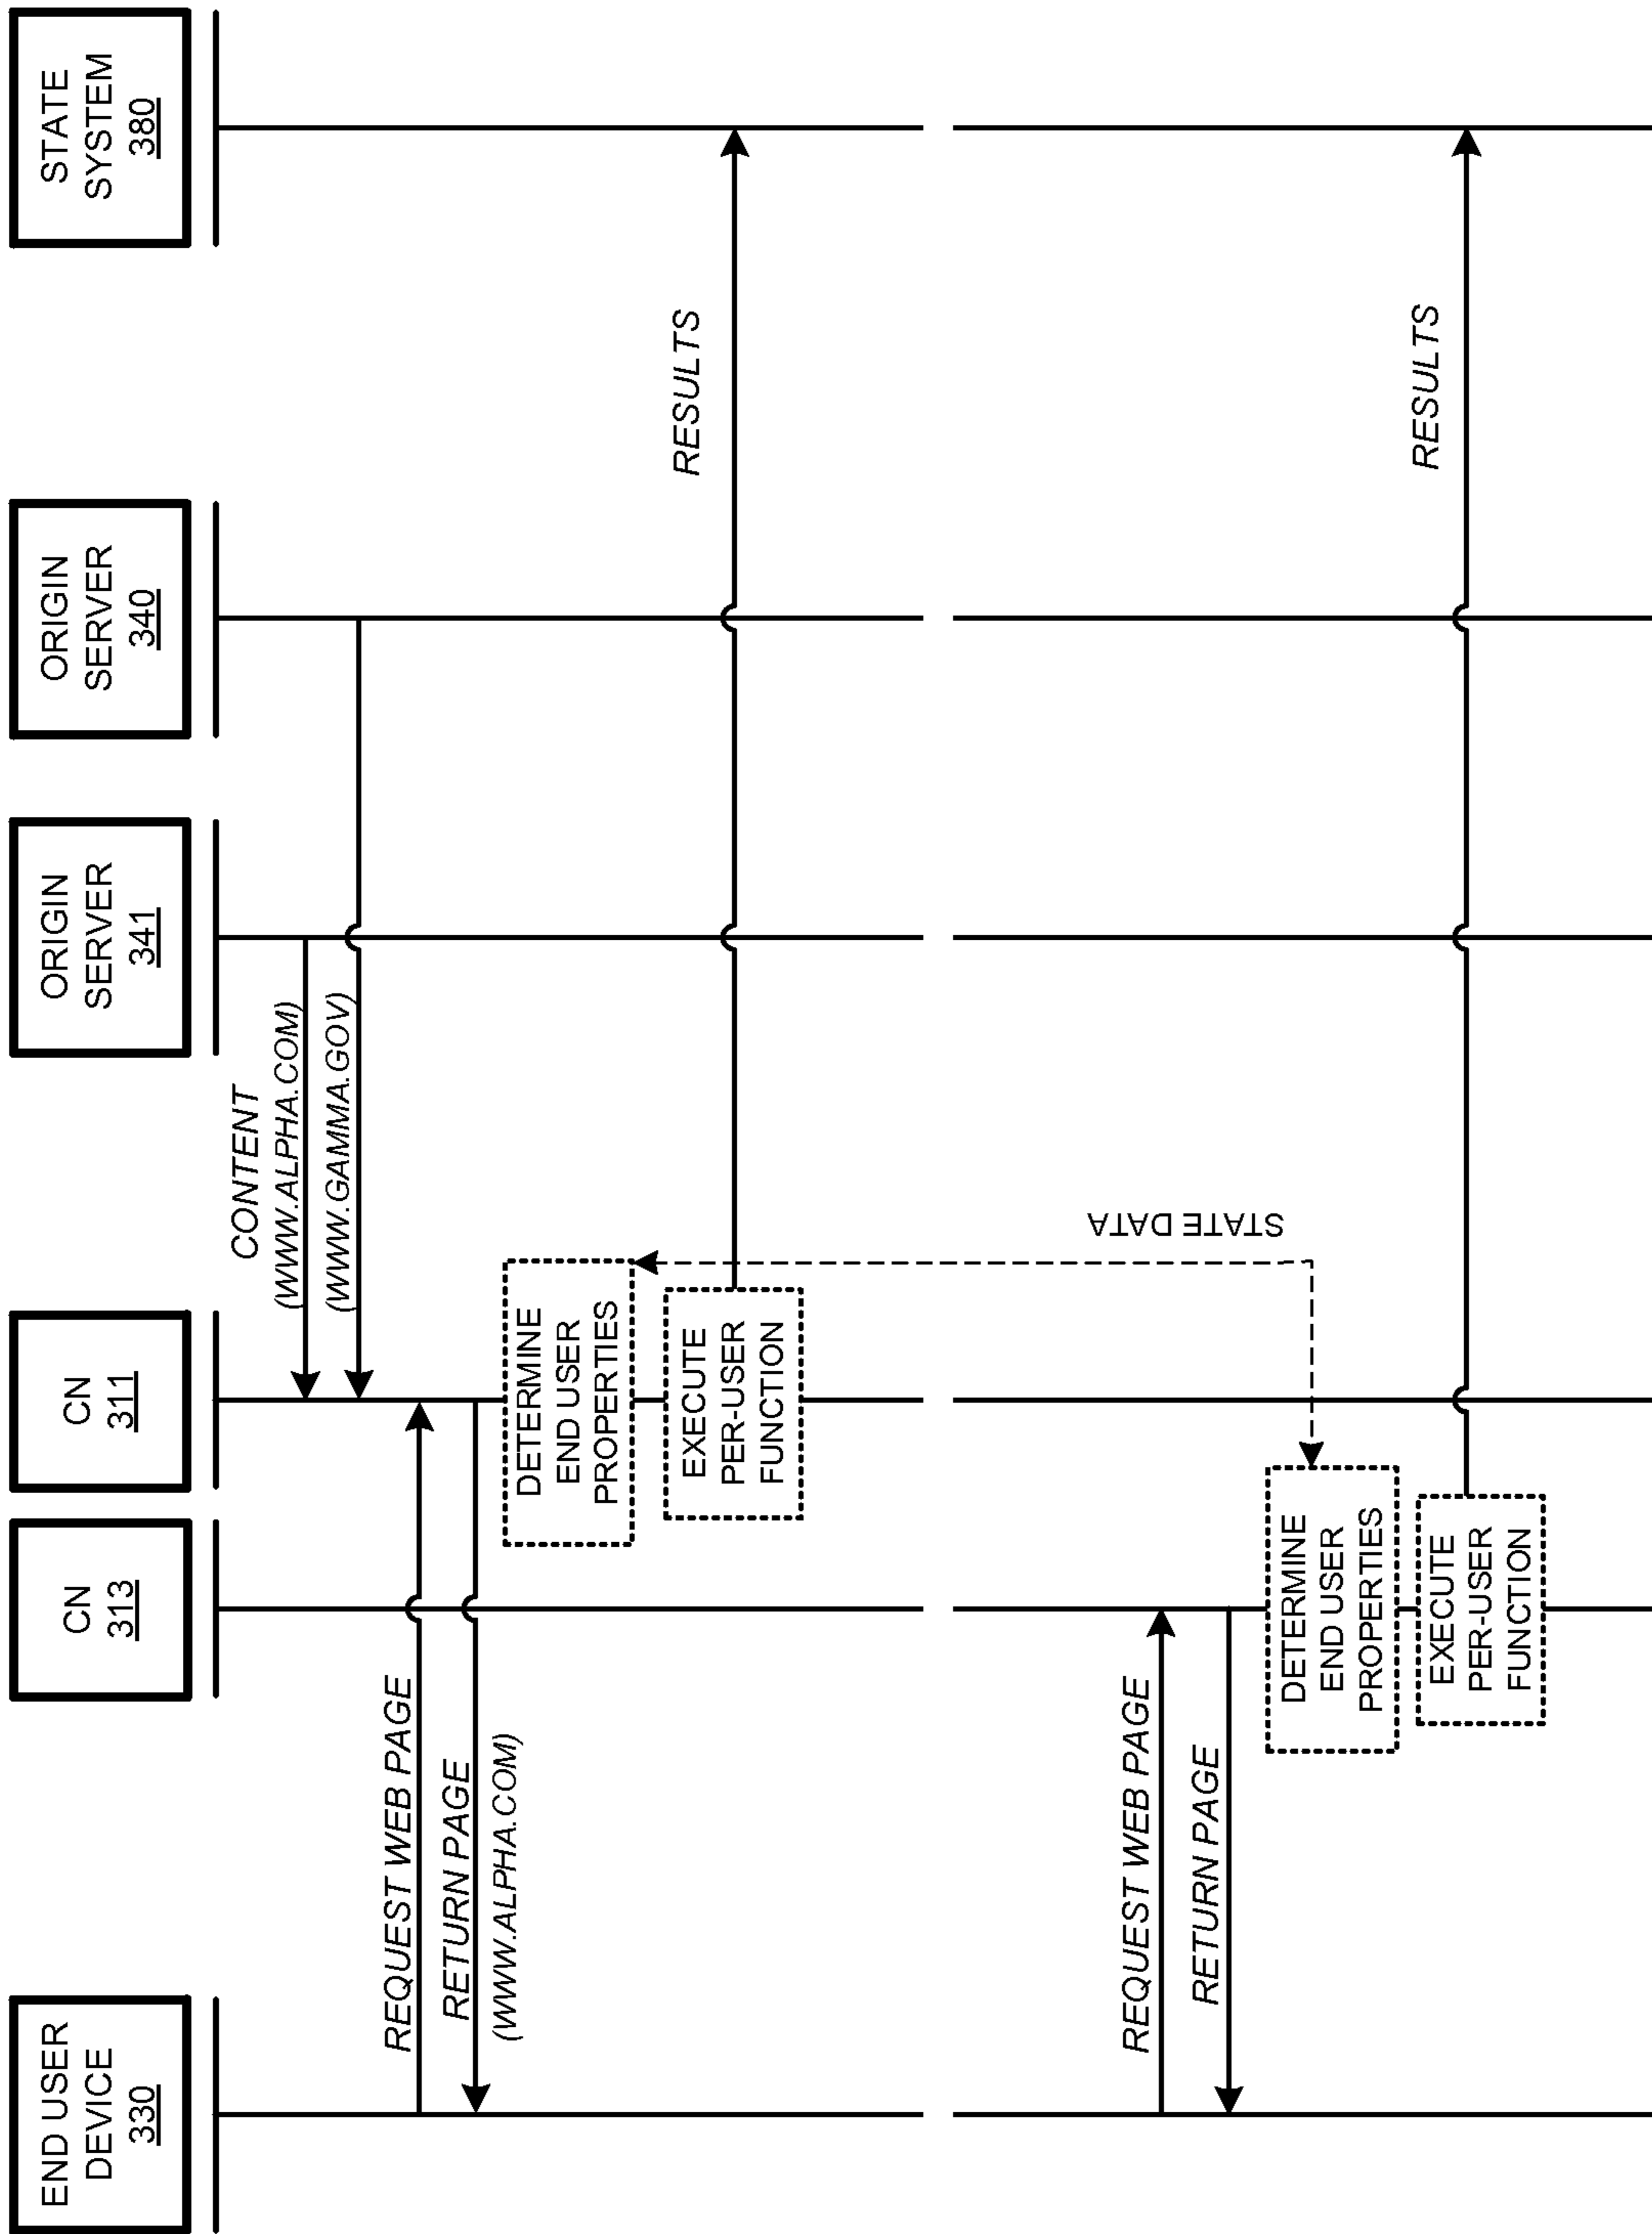 END USER
DEVICE
330
CN
313
CN
311
ORIGIN
SERVER
341
ORIGIN
SERVER
340
STATE
SYSTEM
380
CONTENT
(WWW.ALPHA.COM)
(WWW.GAMMA.GOV)
REQUEST WEB PAGE
RETURN PAGE
(WWW.ALPHA.COM)
DETERMINE
END USER
PROPERTIES
EXECUTE
PER-USER
FUNCTION
RESULTS
STATE DATA
REQUEST WEB PAGE
RETURN PAGE
DETERMINE
END USER
PROPERTIES
EXECUTE
PER-USER
FUNCTION
RESULTS